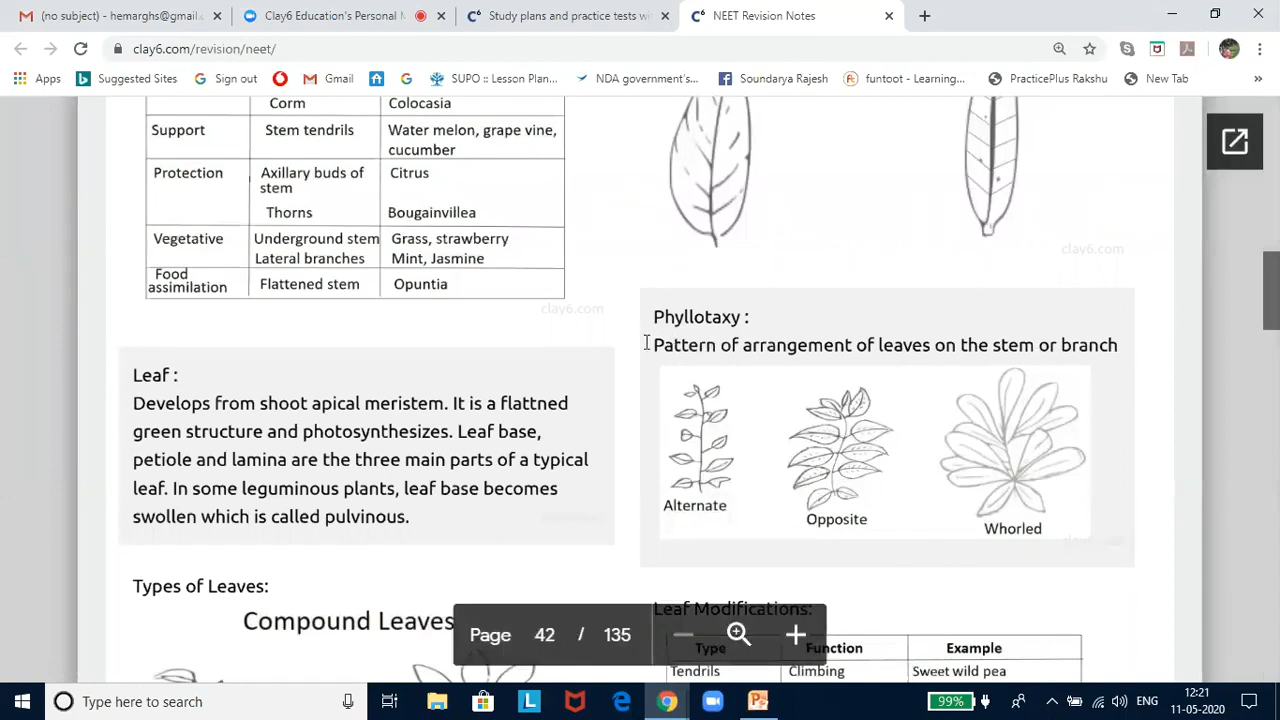 (no subject) - hemarghs@gmail.
Clay6 Education's Personal M
Study plans and practice tests wi
NEET Revision Notes
clay6.com/revision/neet/
Apps
Suggested Sites
Sign out
Gmail
SUPO :: Lesson Plan...
NDA government's...
Soundarya Rajesh
funtoot - Learning...
PracticePlus Rakshu
New Tab
»
Corm Colocasia
Support Stem tendrils Water melon, grape vine,
cucumber
Protection Axillary buds of Citrus
stem
Thorns Bougainvillea
Vegetative Underground stem Grass, strawberry
Lateral branches Mint, Jasmine
Food
assimilation Flattened stem Opuntia
clay6.com
Leaf :
Develops from shoot apical meristem. It is a flattned
green structure and photosynthesizes. Leaf base,
petiole and lamina are the three main parts of a typical
leaf. In some leguminous plants, leaf base becomes
swollen which is called pulvinous.
Types of Leaves:
Compound Leaves
clay6.com
Phyllotaxy :
Pattern of arrangement of leaves on the stem or branch
Alternate
Opposite
Whorled
Leaf Modifications:
Type Function Example
Tendrils Climbing Sweet wild pea
Page 42 / 135
Type here to search
99%
ENG
12:21
11-05-2020